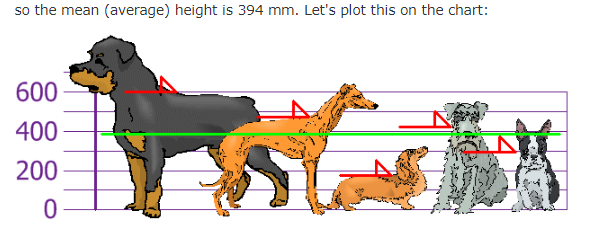 so the mean (average) height is 394 mm. Let's plot this on the chart:
600
400
200
0